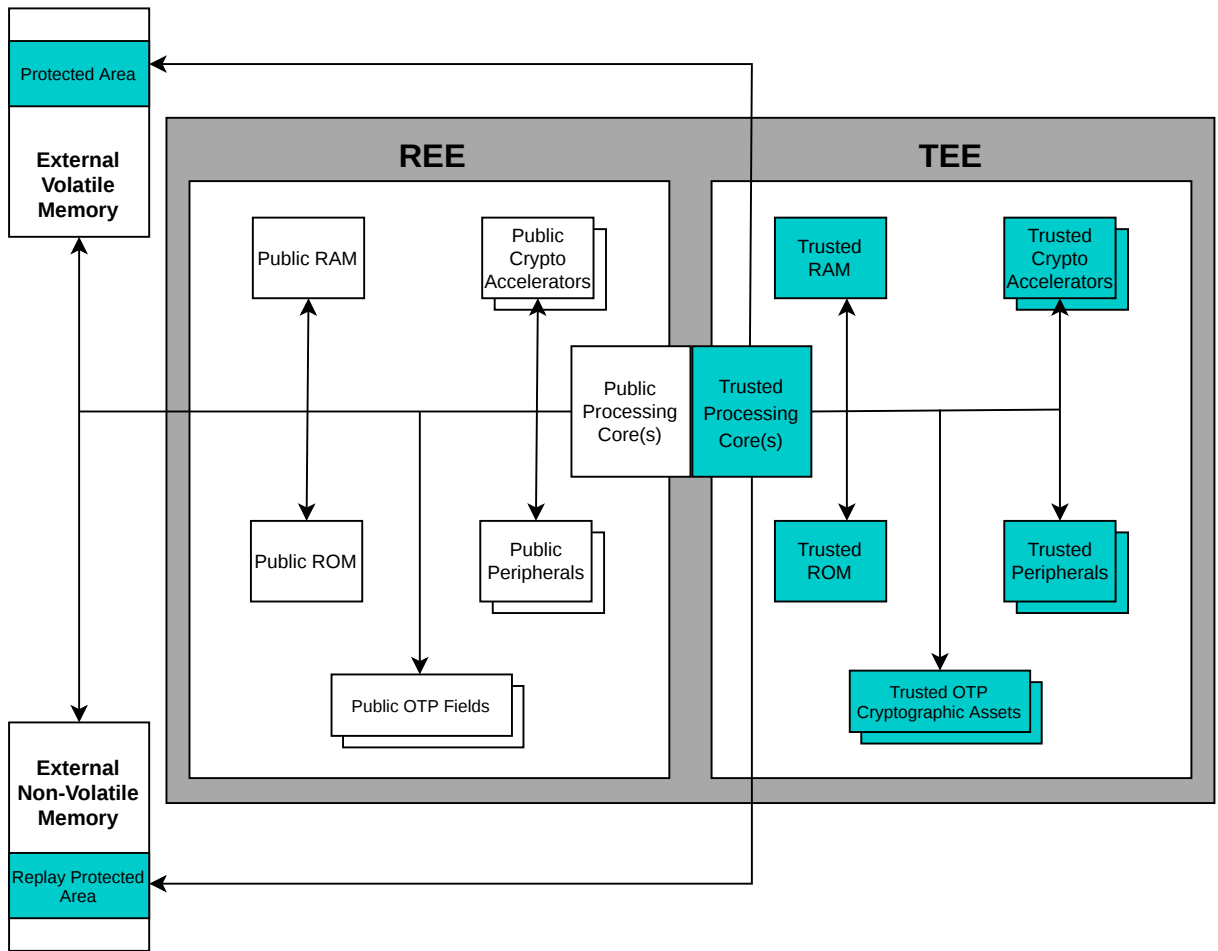 Protected Area
External
Volatile
Memory
REE
TEE
Public RAM
Public
Crypto
Accelerators
Trusted
RAM
Trusted
Crypto
Accelerators
Public
Processing
Core(s)
Trusted
Processing
Core(s)
Public ROM
Public
Peripherals
Trusted
ROM
Trusted
Peripherals
Public OTP Fields
Trusted OTP
Cryptographic Assets
External
Non-Volatile
Memory
Replay Protected
Area